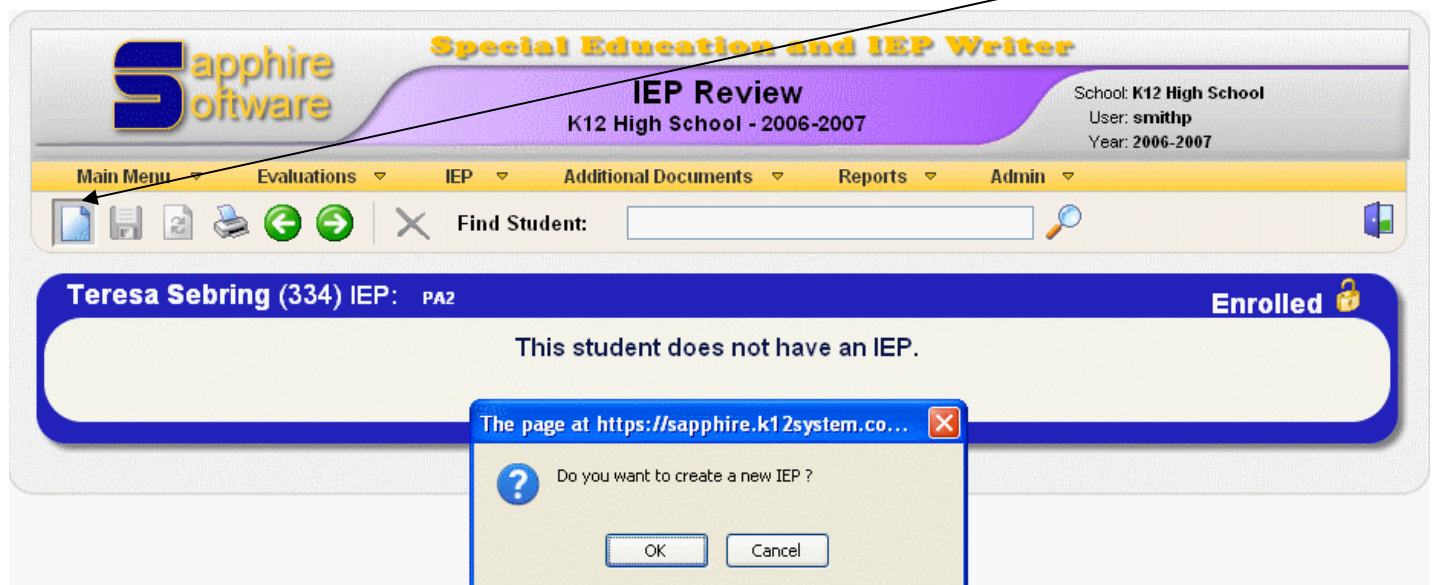 Special Education and IEP Writer
Sapphire
Software
IEP Review
K12 High School - 2006-2007
School: K12 High School
User: smithp
Year: 2006-2007
Main Menu Evaluations IEP Additional Documents Reports Admin
Find Student:
Teresa Sebring (334) IEP: PA2 Enrolled
This student does not have an IEP.
The page at https://sapphire.k12system.co...
Do you want to create a new IEP ?
OK Cancel